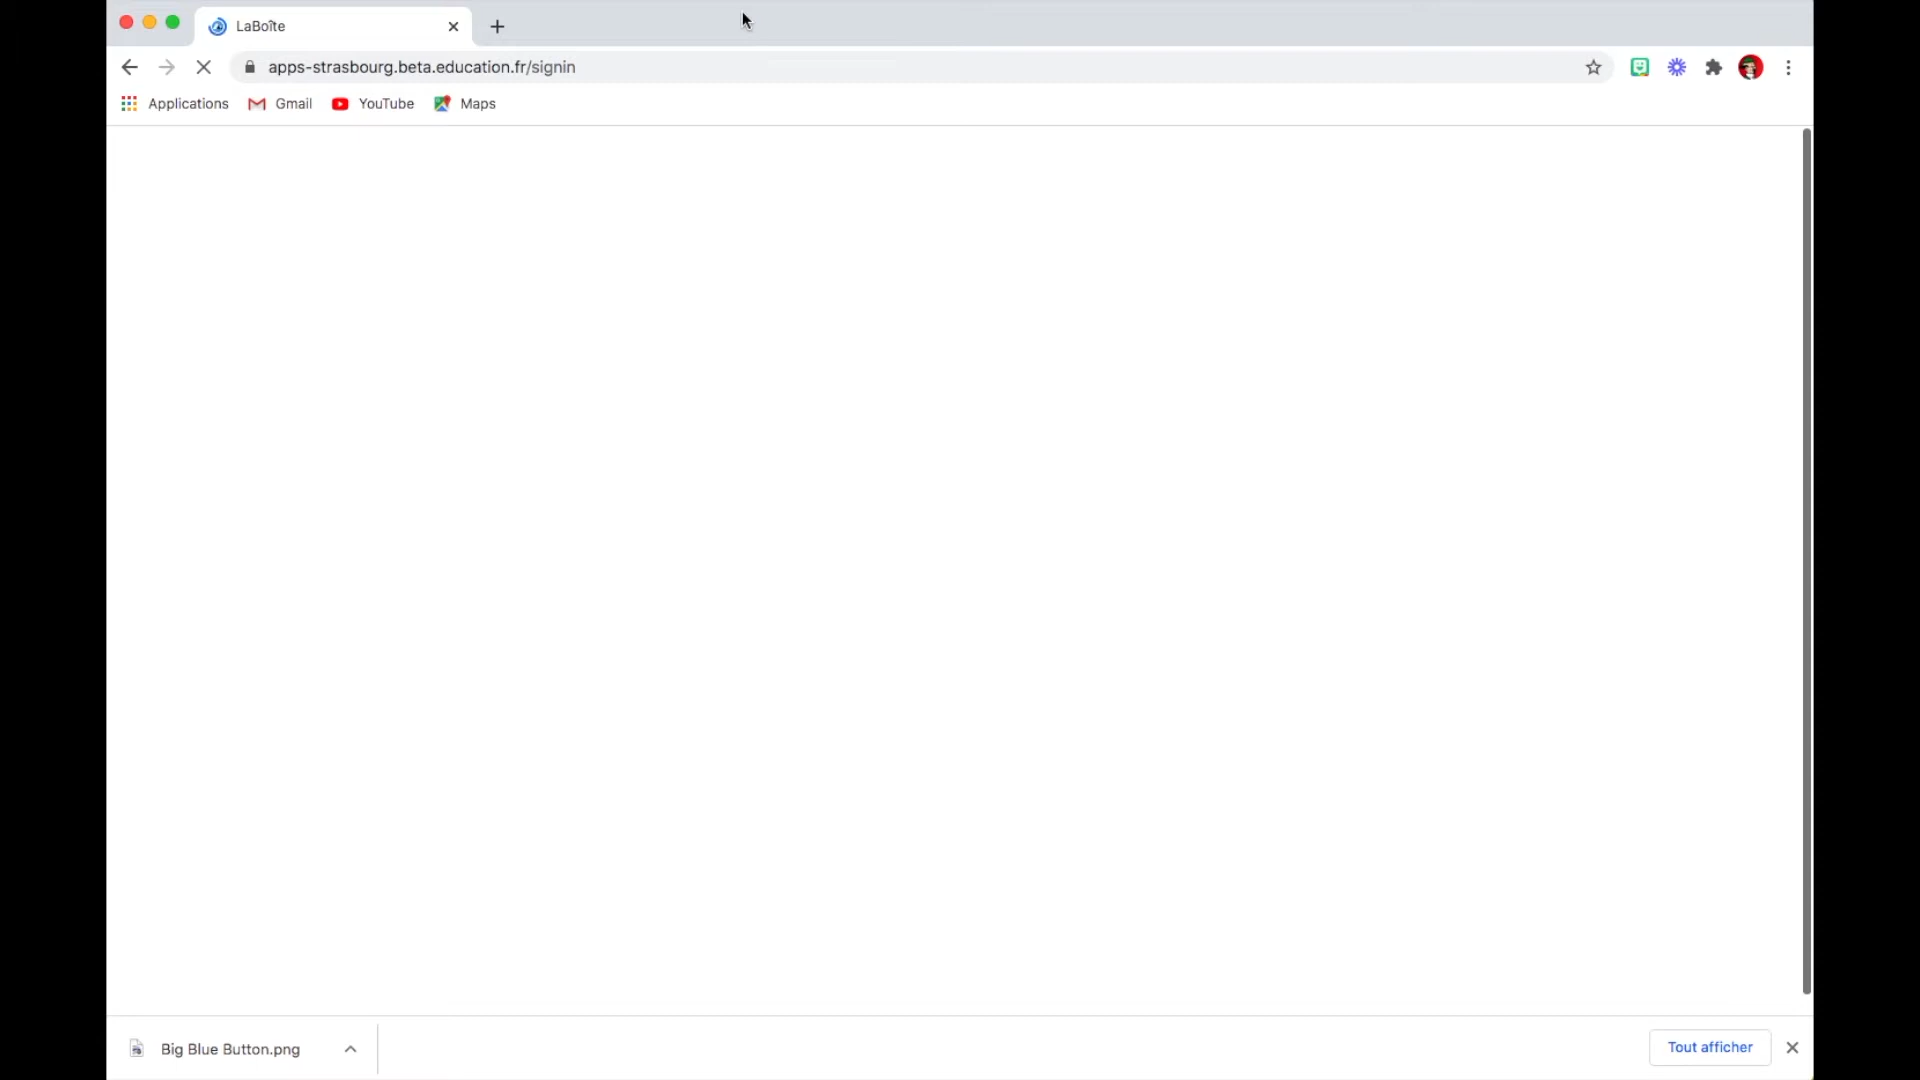 LaBoîte
apps-strasbourg.beta.education.fr/signin
Applications Gmail YouTube Maps
Big Blue Button.png
Tout afficher